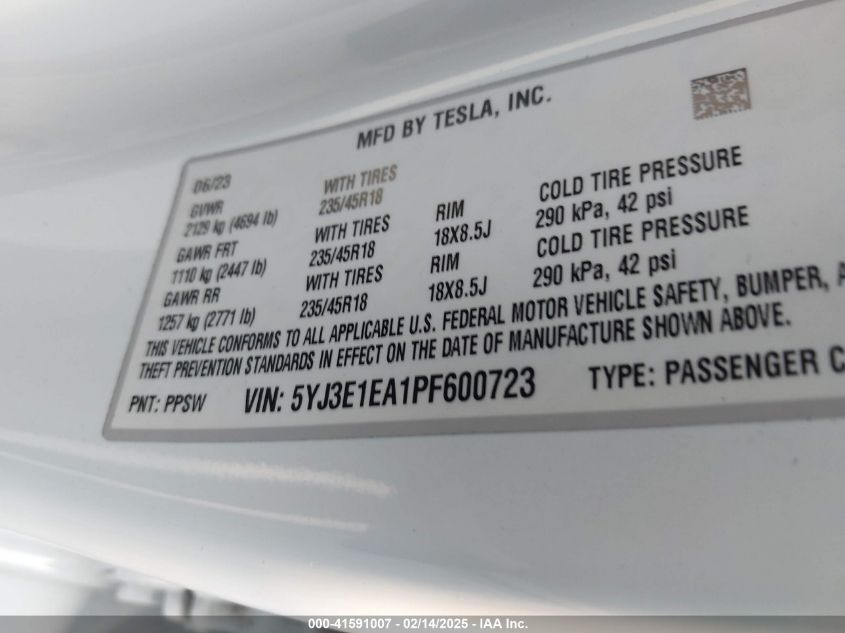 MFD BY TESLA, INC.
06/23
GVWR WITH TIRES RIM COLD TIRE PRESSURE
2129 kg (4694 lb) 235/45R18 18X8.5J 290 kPa, 42 psi
GAWR FRT WITH TIRES RIM COLD TIRE PRESSURE
1110 kg (2447 lb) 235/45R18 18X8.5J 290 kPa, 42 psi
GAWR RR WITH TIRES
1257 kg (2771 lb) 235/45R18
THIS VEHICLE CONFORMS TO ALL APPLICABLE U.S. FEDERAL MOTOR VEHICLE SAFETY, BUMPER, A
THEFT PREVENTION STANDARDS IN EFFECT ON THE DATE OF MANUFACTURE SHOWN ABOVE.
PNT: PPSW VIN: 5YJ3E1EA1PF600723 TYPE: PASSENGER C
000-41591007 - 02/14/2025 - IAA Inc.